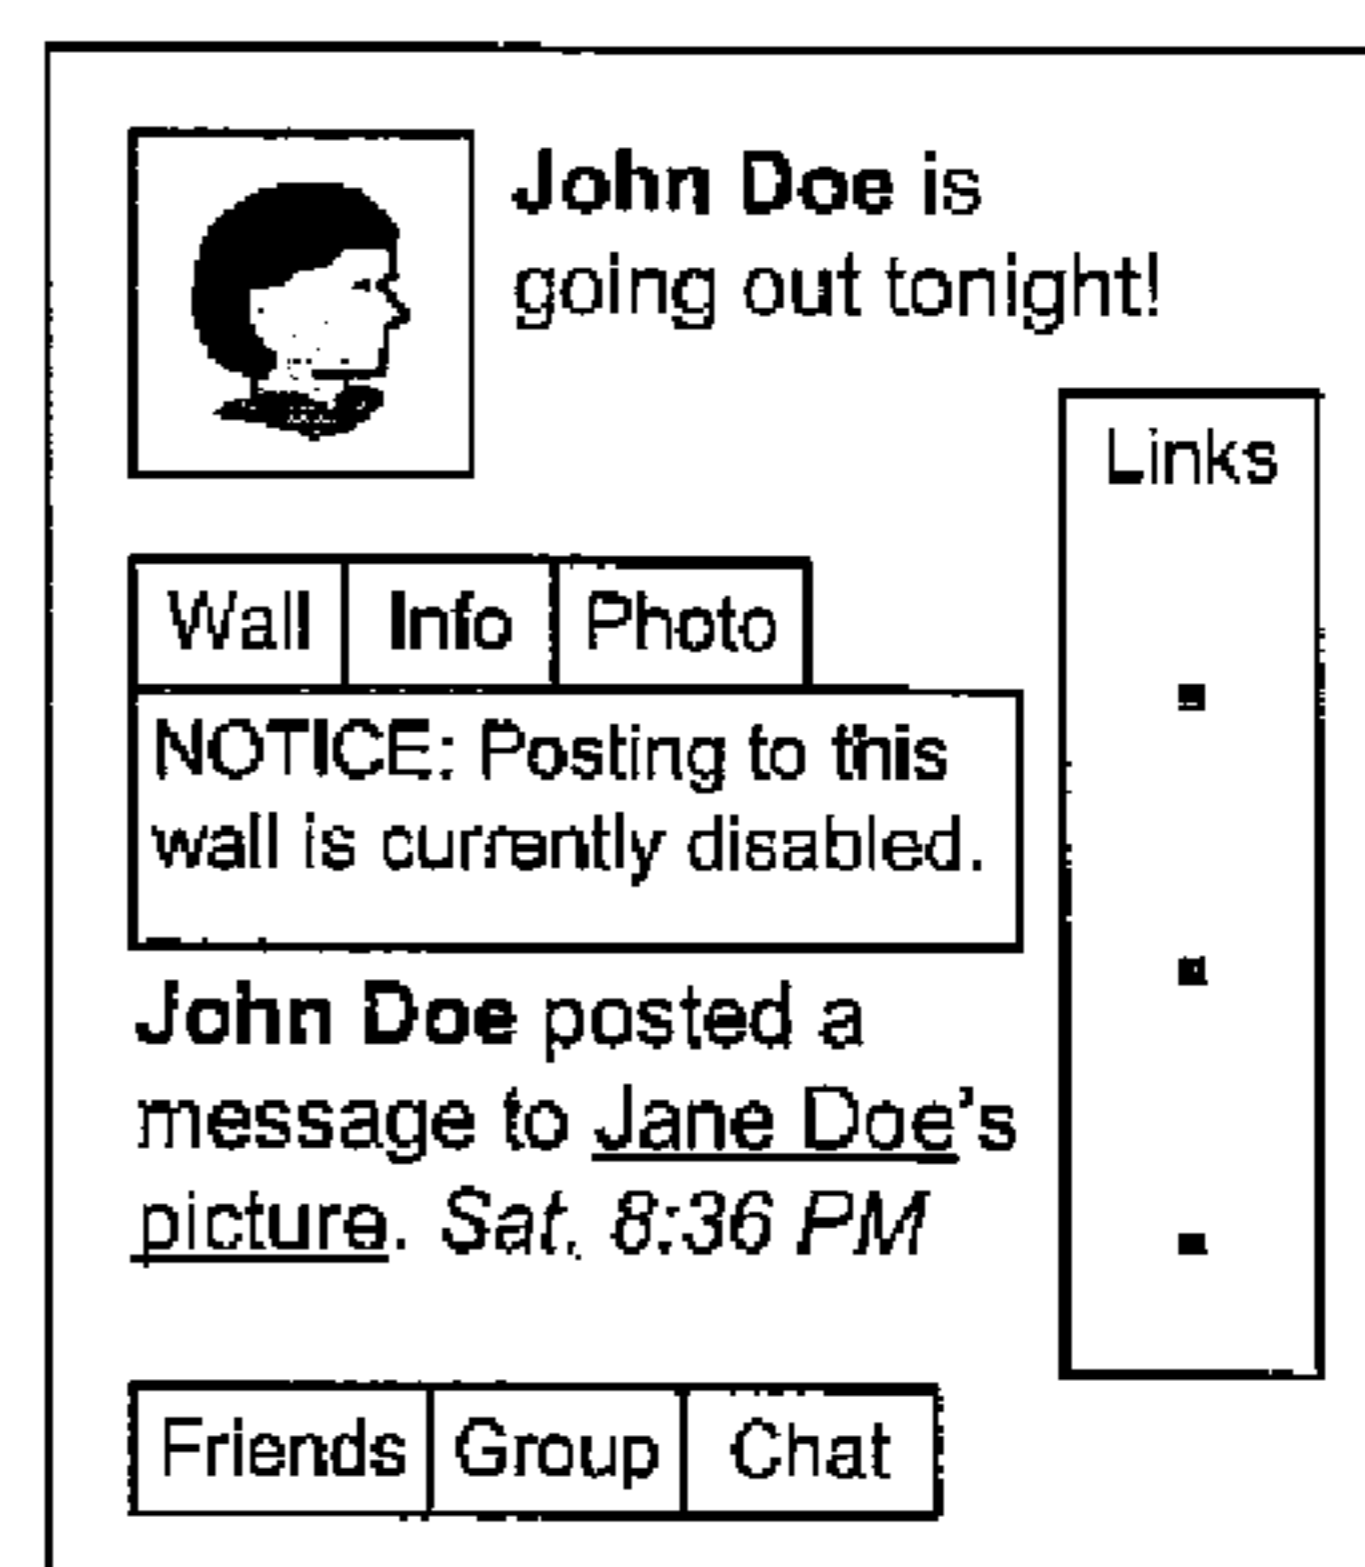 John Doe is
going out tonight!
Links
Wall Info Photo
NOTICE: Posting to this
wall is currently disabled.
John Doe posted a
message to Jane Doe's
picture. Sat. 8:36 PM
Friends Group Chat